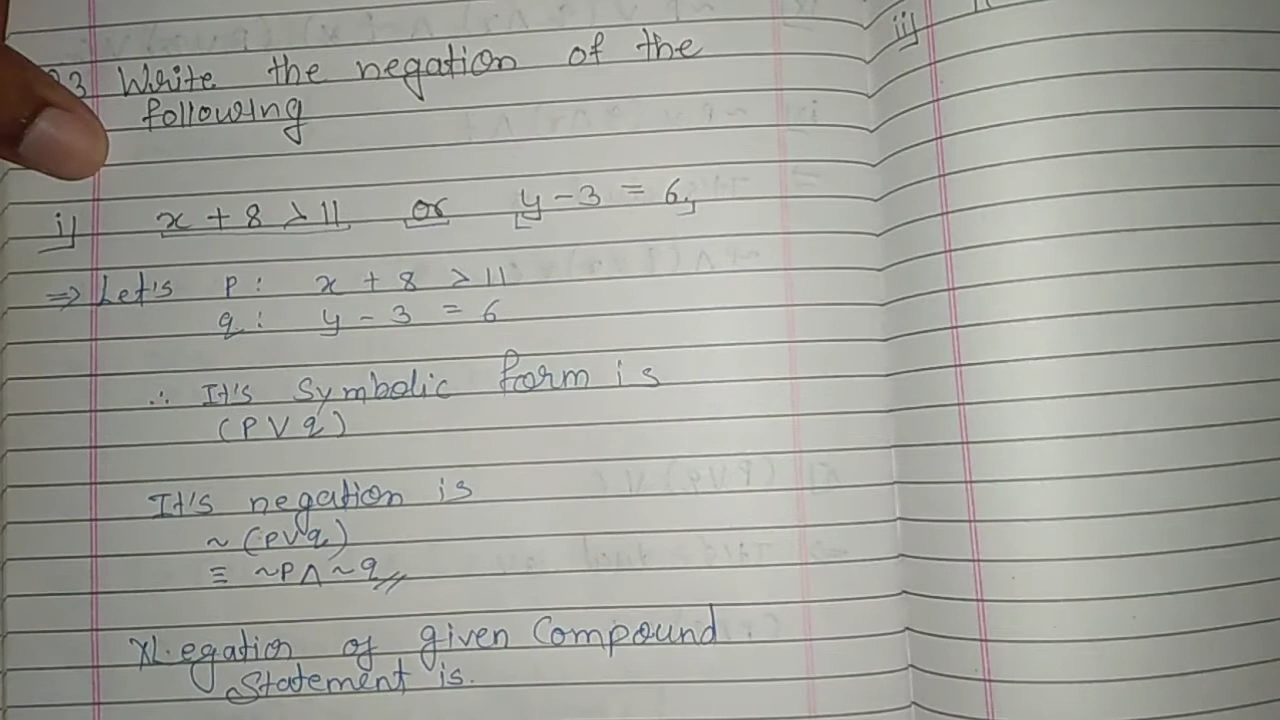 3 Write the negation of the
following
i) x + 8 > 11 or y - 3 = 6.
⇒ Let's p : x + 8 > 11
q : y - 3 = 6
∴ It's Symbolic form is
(p ∨ q)
It's negation is
~ (p ∨ q)
≡ ~p ∧ ~q //
Negation of given Compound
Statement is.
ii)